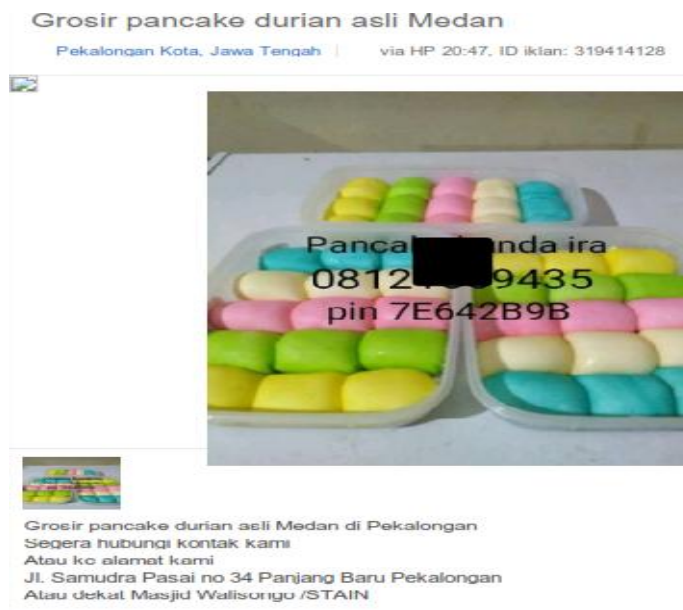 Grosir pancake durian asli Medan
Pekalongan Kota, Jawa Tengah | via HP 20:47, ID iklan: 319414128
anda ira
pin 7E642B9B
Grosir pancake durian asli Medan di Pekalongan
Segera hubungi kontak kami
Atau ke alamat kami
Jl. Samudra Pasai no 34 Panjang Baru Pekalongan
Atau dekat Masjid Walisongo /STAIN